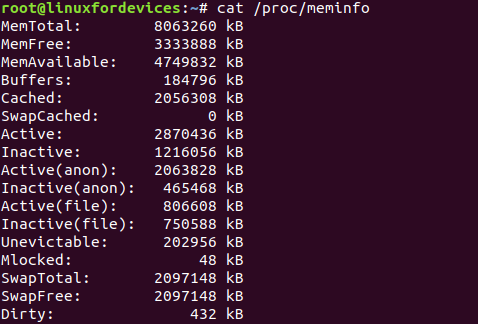 root@linuxfordevices:~# cat /proc/meminfo
MemTotal:        8063260 kB
MemFree:         3333888 kB
MemAvailable:    4749832 kB
Buffers:          184796 kB
Cached:          2056308 kB
SwapCached:            0 kB
Active:          2870436 kB
Inactive:        1216056 kB
Active(anon):    2063828 kB
Inactive(anon):   465468 kB
Active(file):     806608 kB
Inactive(file):   750588 kB
Unevictable:      202956 kB
Mlocked:              48 kB
SwapTotal:       2097148 kB
SwapFree:        2097148 kB
Dirty:               432 kB